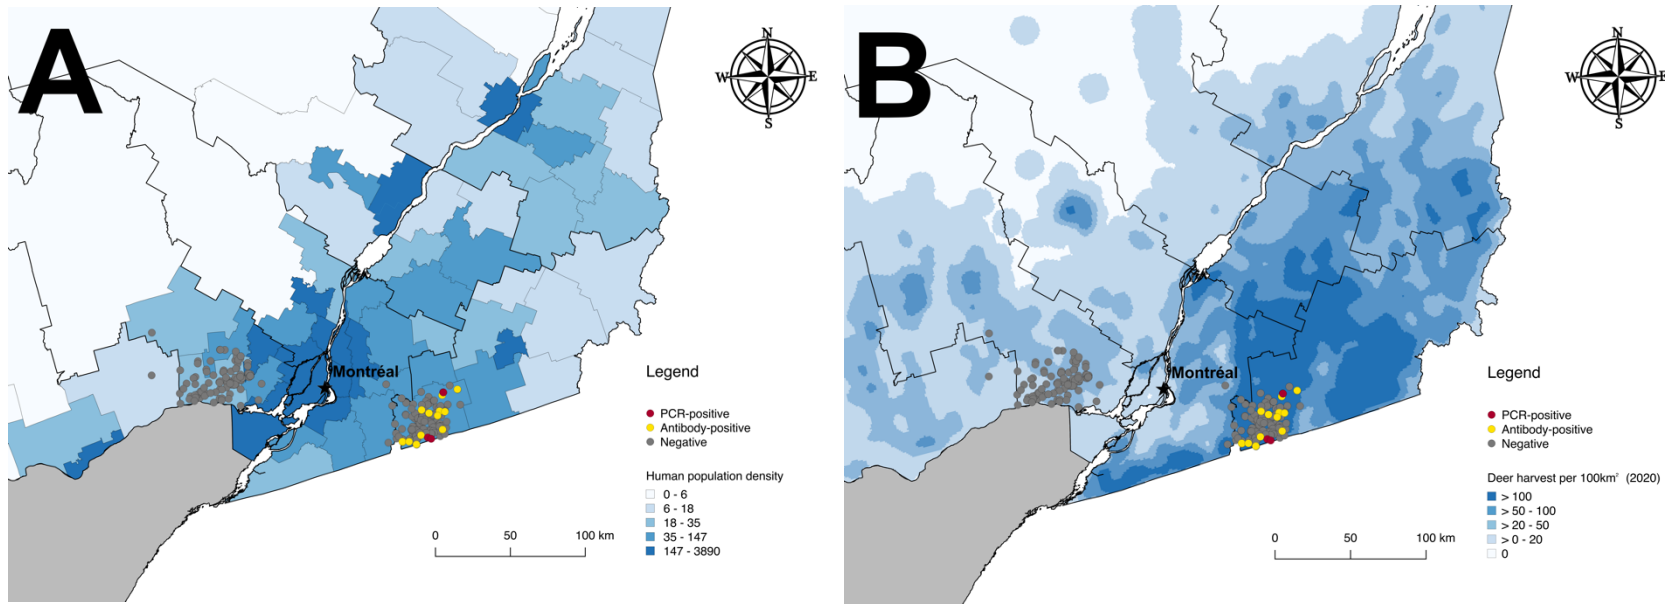 A
N
W E
S
Montréal
Legend
PCR-positive
Antibody-positive
Negative
Human population density
0 - 6
6 - 18
18 - 35
35 - 147
147 - 3890
0 50 100 km
B
N
W E
S
Montréal
Legend
PCR-positive
Antibody-positive
Negative
Deer harvest per 100km² (2020)
> 100
> 50 - 100
> 20 - 50
> 0 - 20
0
0 50 100 km